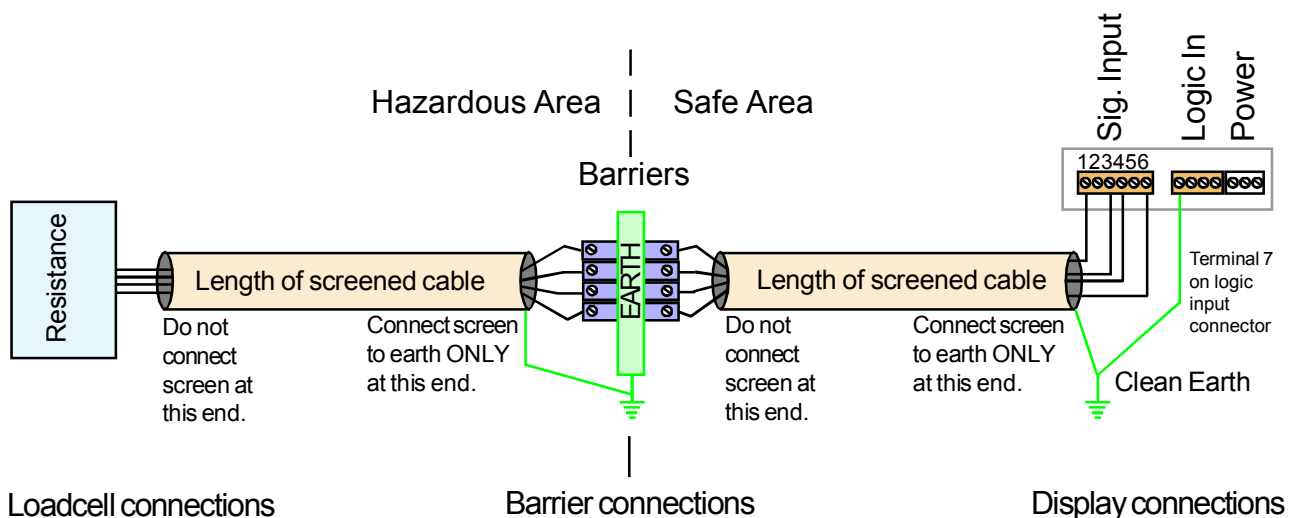 Hazardous Area
Safe Area
Barriers
Sig. Input
Logic In
Power
123456
Resistance
Length of screened cable
EARTH
Length of screened cable
Terminal 7
on logic
input
connector
Do not
connect
screen at
this end.
Connect screen
to earth ONLY
at this end.
Do not
connect
screen at
this end.
Connect screen
to earth ONLY
at this end.
Clean Earth
Loadcell connections
Barrier connections
Display connections